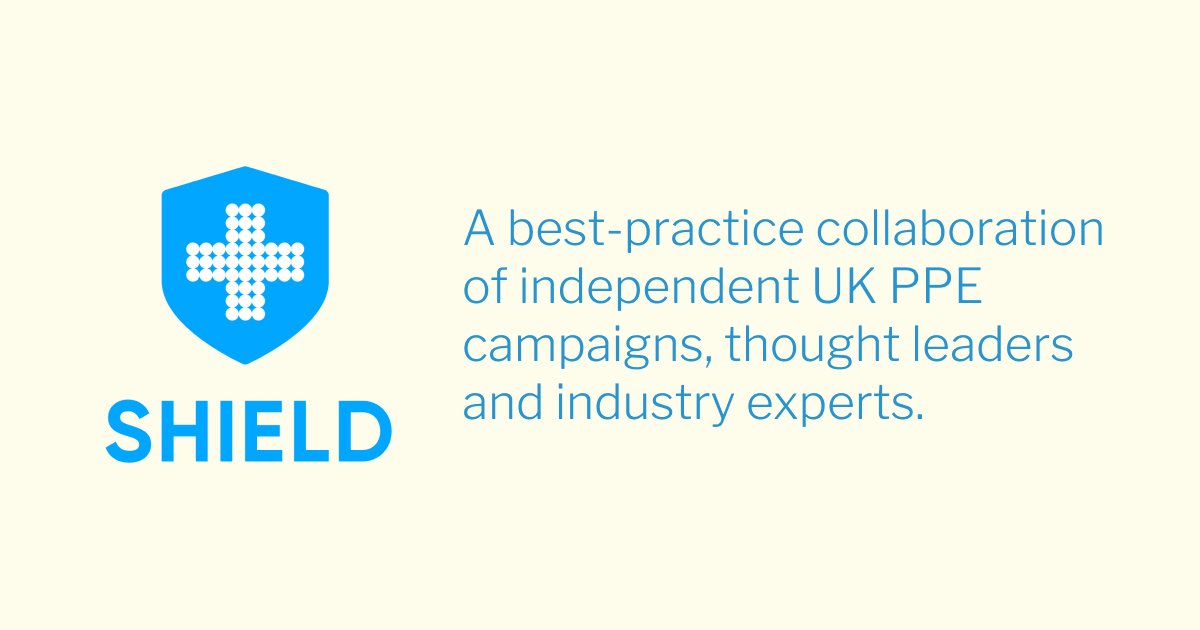 SHIELD
A best-practice collaboration
of independent UK PPE
campaigns, thought leaders
and industry experts.